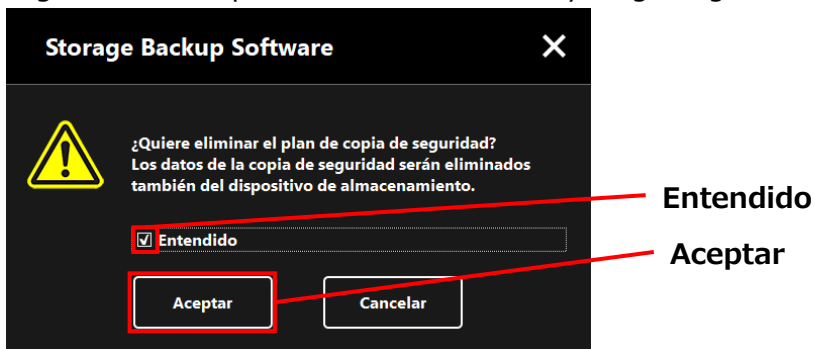 Storage Backup Software
¿Quiere eliminar el plan de copia de seguridad?
Los datos de la copia de seguridad serán eliminados
también del dispositivo de almacenamiento.
Entendido
Entendido
Aceptar
Aceptar Cancelar